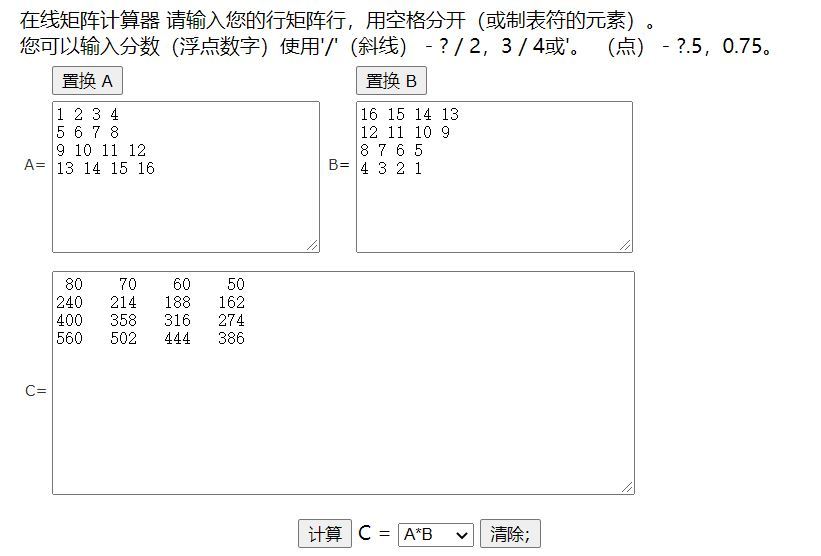 在线矩阵计算器 请输入您的行矩阵行，用空格分开（或制表符的元素）。
您可以输入分数（浮点数字）使用'/'（斜线） - ? / 2，3 / 4或'。 （点） - ?.5，0.75。
置换 A 置换 B
A= B=
1 2 3 4
5 6 7 8
9 10 11 12
13 14 15 16
16 15 14 13
12 11 10 9
8 7 6 5
4 3 2 1
C=
80 70 60 50
240 214 188 162
400 358 316 274
560 502 444 386
计算 C = A*B 清除;